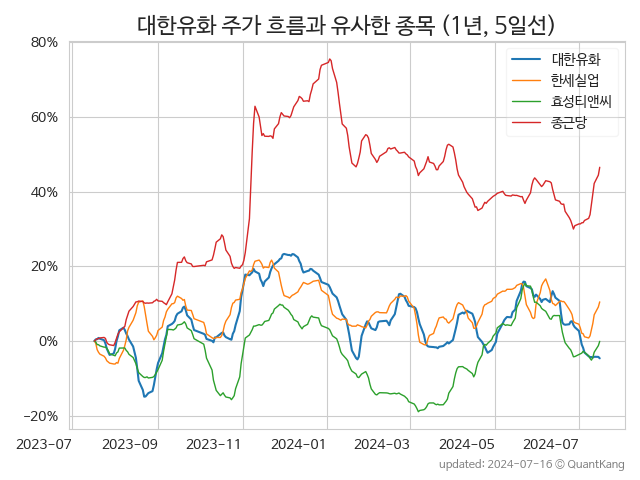 대한유화 주가 흐름과 유사한 종목 (1년, 5일선)
80%
60%
40%
20%
0%
−20%
대한유화
한세실업
효성티앤씨
종근당
2023-07 2023-09 2023-11 2024-01 2024-03 2024-05 2024-07
updated: 2024-07-16 © QuantKang